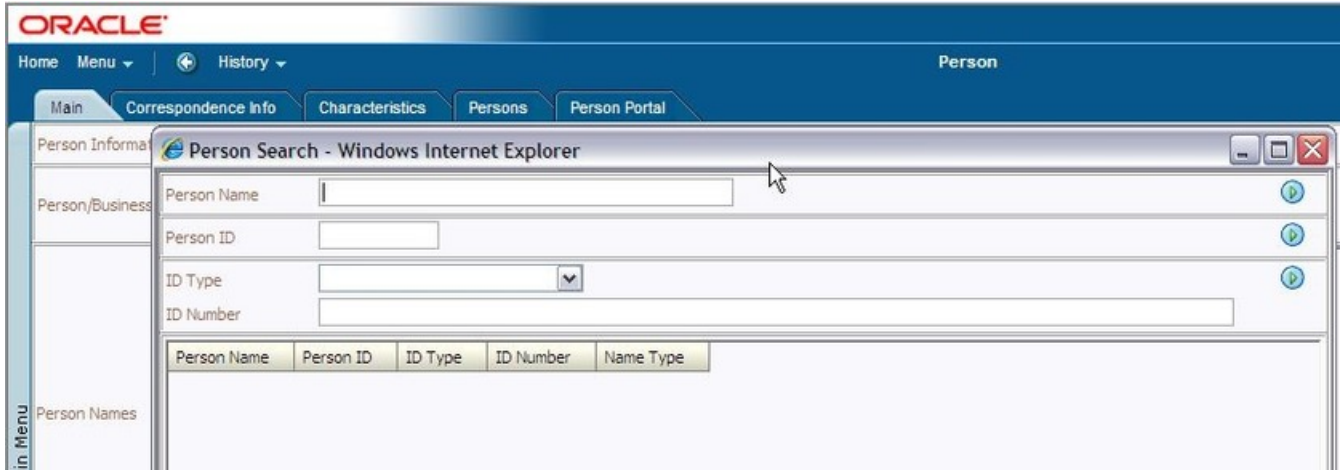 ORACLE
Home Menu History Person
Main Correspondence Info Characteristics Persons Person Portal
Person Informat
Person Search - Windows Internet Explorer
Person/Business
Person Name
Person ID
ID Type
ID Number
Person Name Person ID ID Type ID Number Name Type
Person Names
in Menu